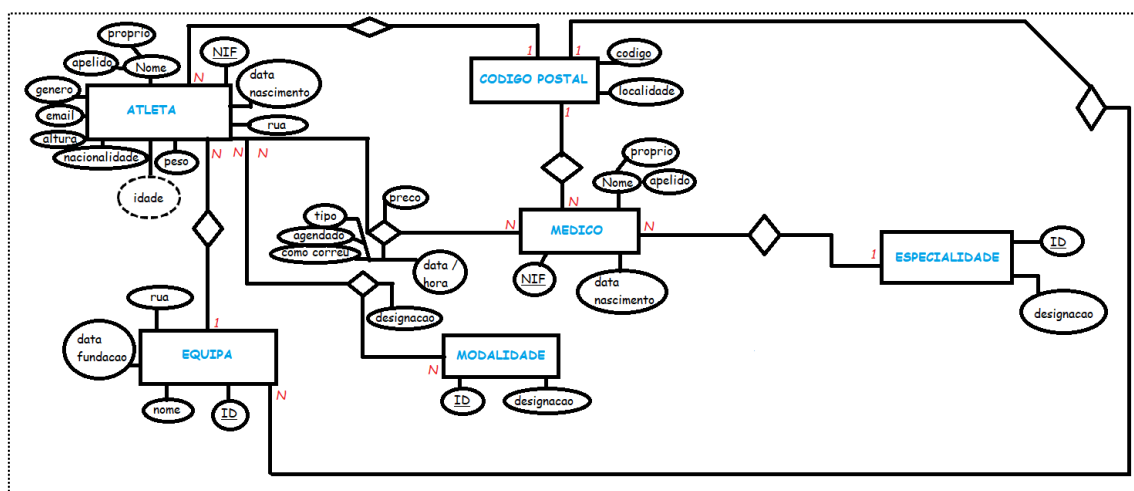 proprio
NIF
1
1
codigo
apelido
Nome
data
nascimento
CODIGO POSTAL
N
genero
localidade
ATLETA
email
1
rua
altura
nacionalidade
peso
N
N
N
proprio
Nome
apelido
idade
preco
N
tipo
N
MEDICO
N
agendado
ID
como correu
1
ESPECIALIDADE
data /
hora
NIF
data
nascimento
rua
designacao
designacao
1
data
fundacao
EQUIPA
MODALIDADE
N
N
nome
ID
ID
designacao